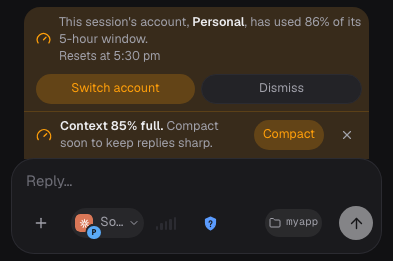 This session's account, Personal, has used 86% of its
5-hour window.
Resets at 5:30 pm
Switch account
Dismiss
Context 85% full. Compact
soon to keep replies sharp.
Compact
Reply...
So...
P
myapp